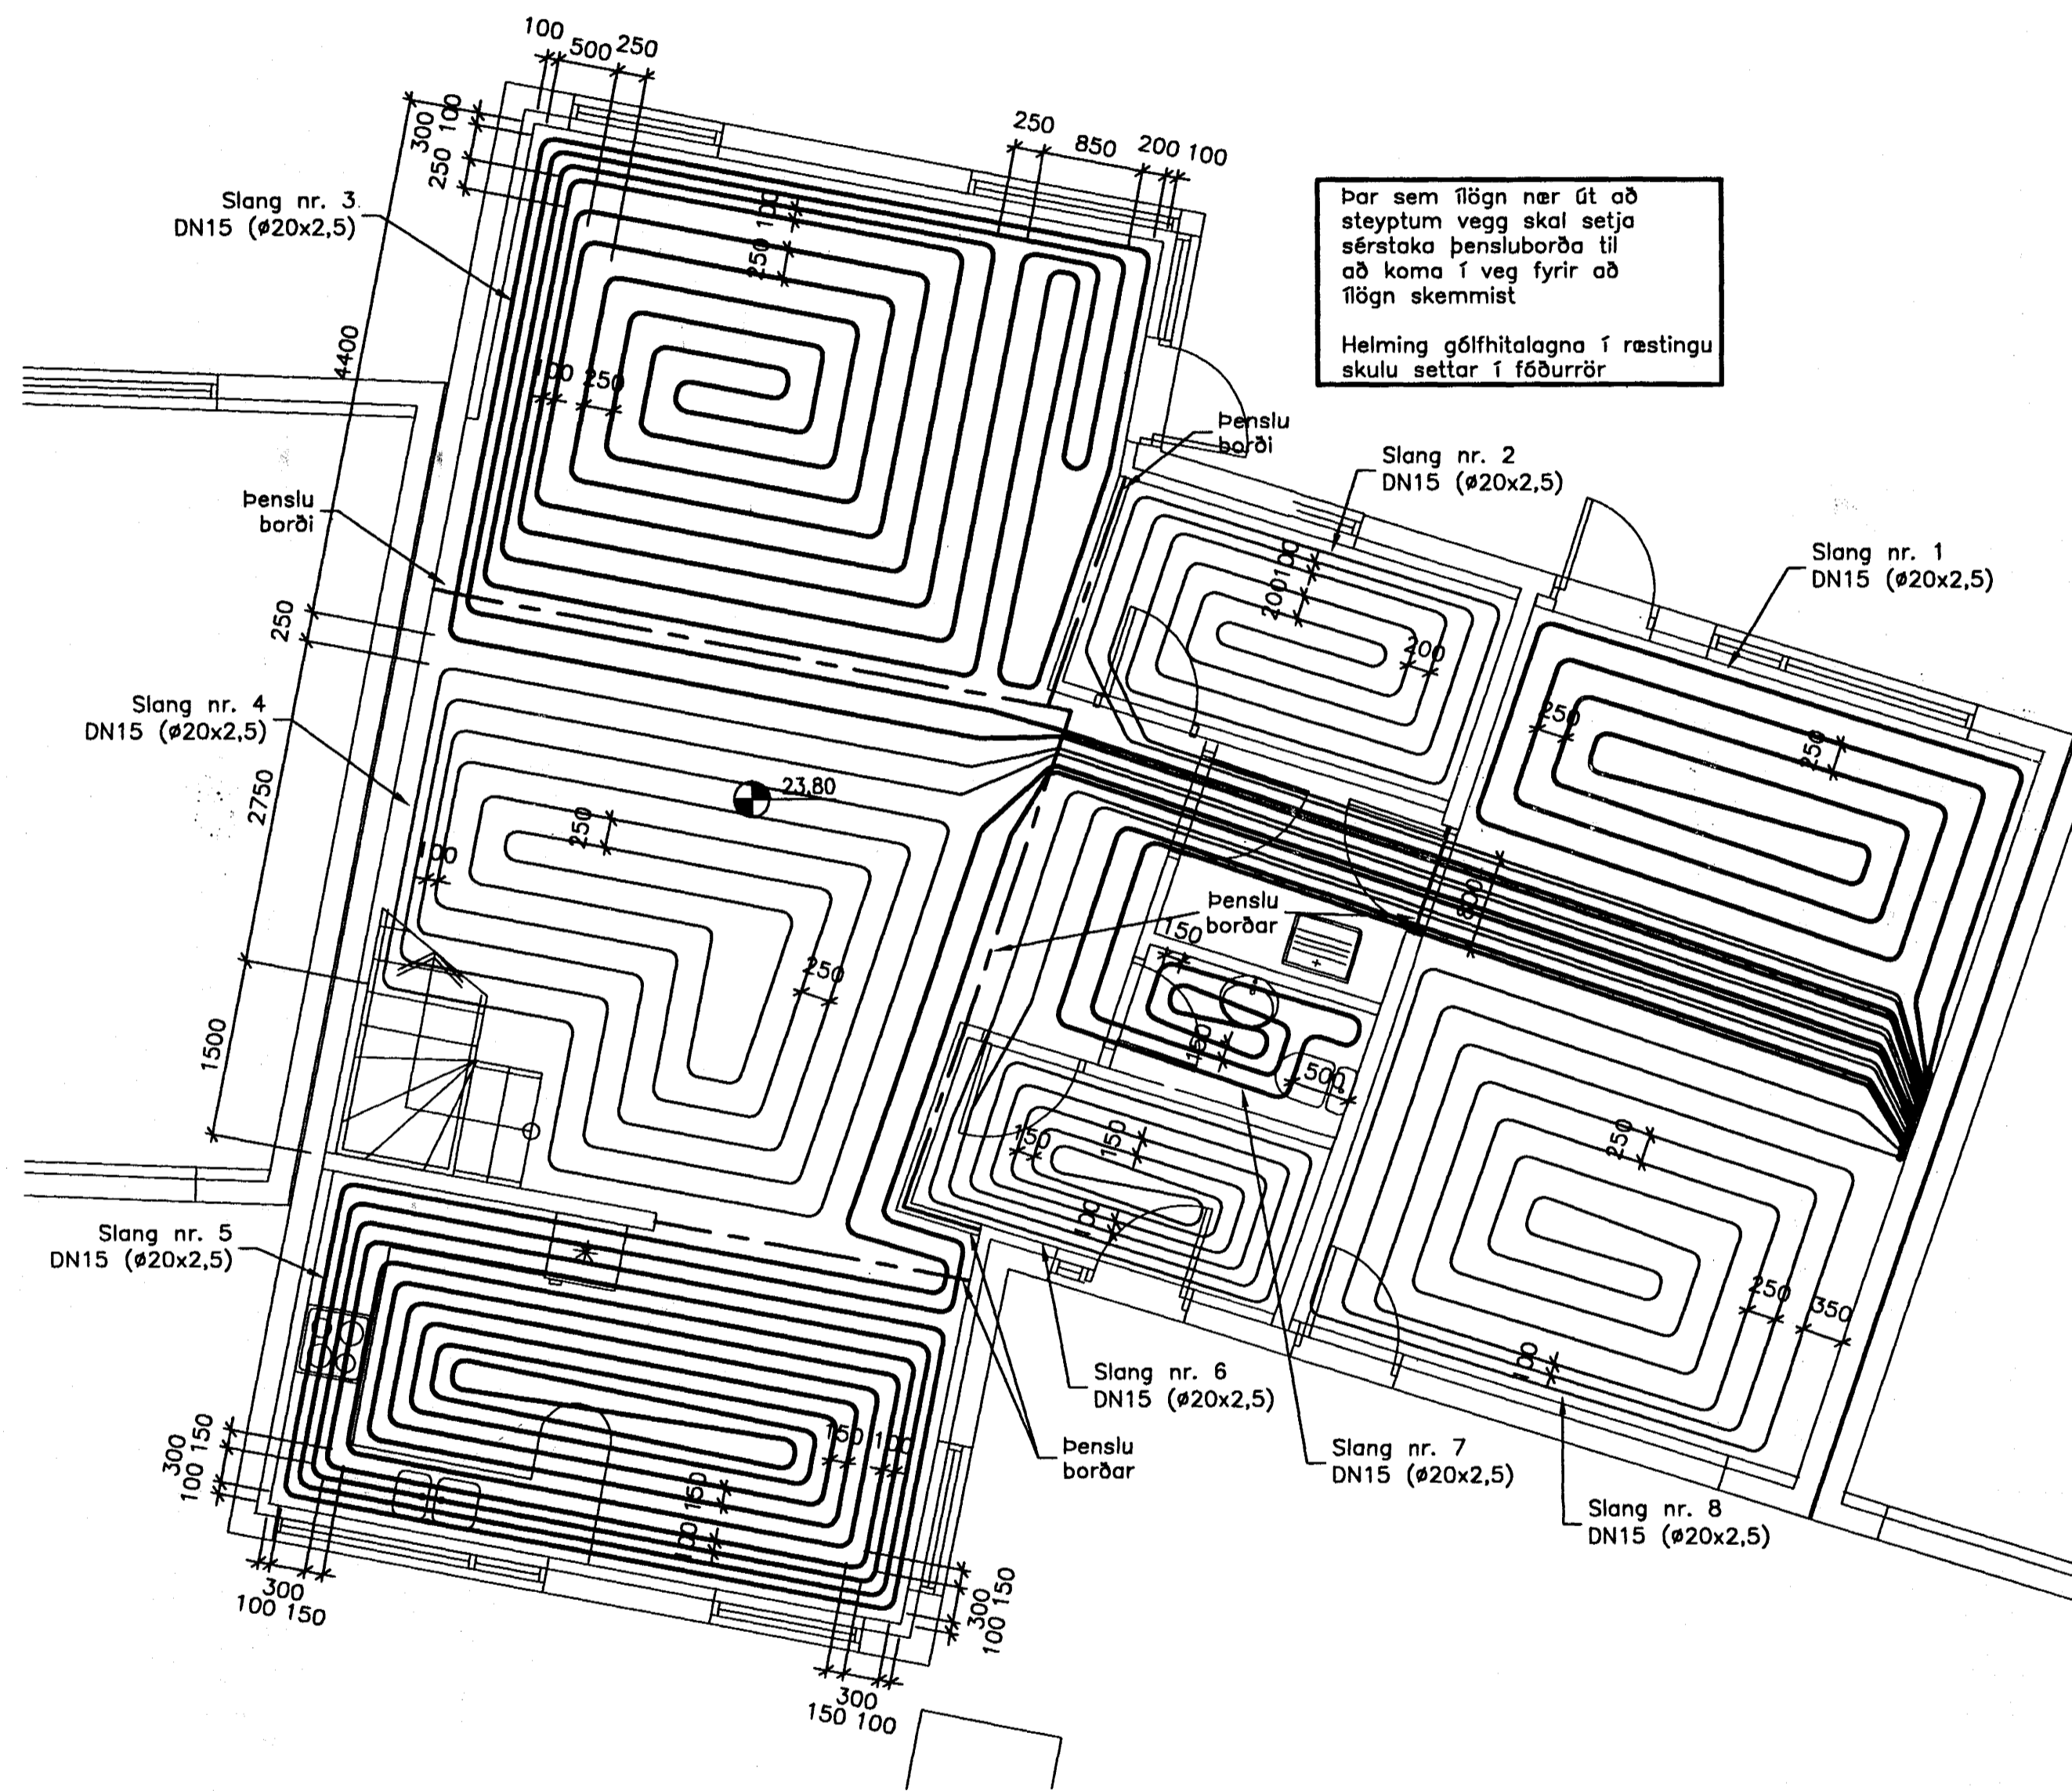 100 500 250
300 100
250
250 850 200 100
Slang nr. 3
DN15 (ø20x2,5)
Þar sem ílögn nær út að
steyptum vegg skal setja
sérstaka þensluborða til
að koma í veg fyrir að
ílögn skemmist
Helming gólfhitalagna í ræstingu
skulu settar í fóðurrör
100
250
4400
100 250
Þenslu
borði
Slang nr. 2
DN15 (ø20x2,5)
Þenslu
borði
Slang nr. 1
DN15 (ø20x2,5)
100
200
200
250
250
250
Slang nr. 4
DN15 (ø20x2,5)
23,80
2750
250
100
800
Þenslu
borðar
150
250
1500
150
500
150
150
100
250
Slang nr. 5
DN15 (ø20x2,5)
250 350
100
Slang nr. 6
DN15 (ø20x2,5)
Þenslu
borðar
Slang nr. 7
DN15 (ø20x2,5)
Slang nr. 8
DN15 (ø20x2,5)
150 100
300
100 150
150
100
300
100 150
300
100 150
300
150 100